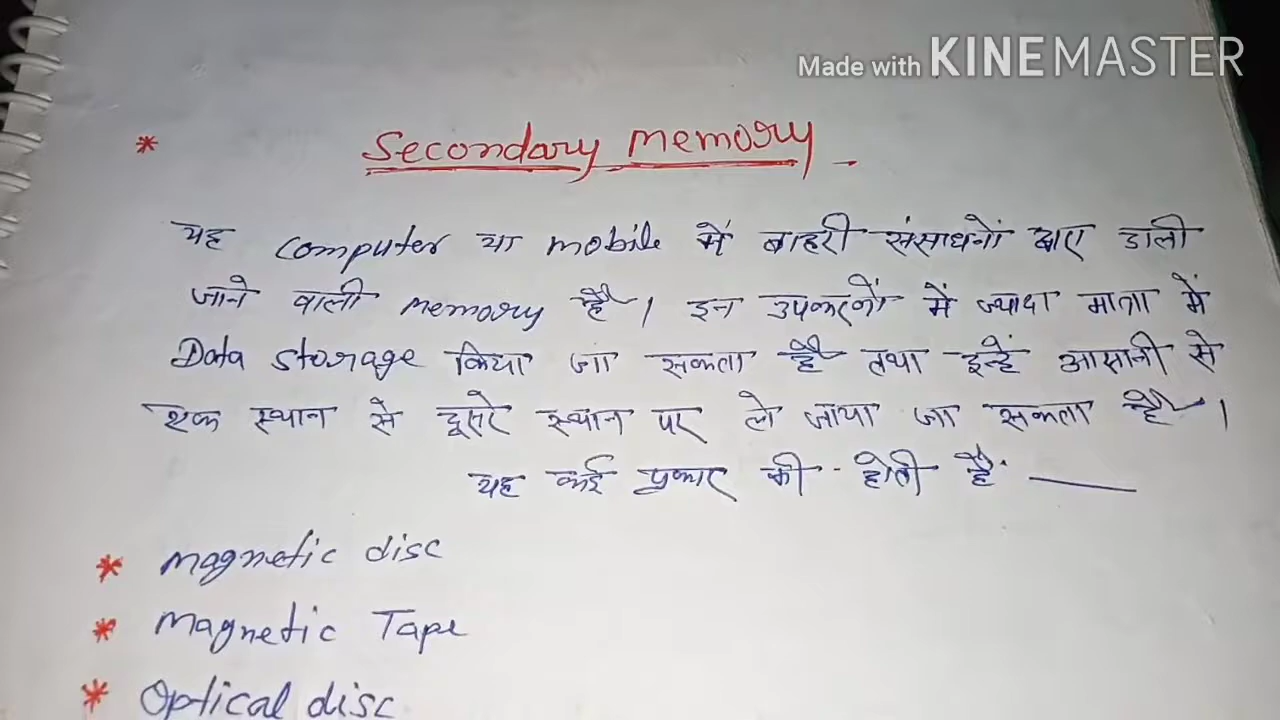 Made with KINEMASTER
* Secondary memory
यह computer या mobile में बाहरी संसाधनों द्वारा डाली
जाने वाली memory है।  इन उपकरणों में ज्यादा मात्रा में
Data storage किया जा सकता है तथा इन्हें आसानी से
एक स्थान से दूसरे स्थान पर ले जाया जा सकता है।
यह कई प्रकार की होती है ―
* magnetic disc
* magnetic Tape
* Optical disc